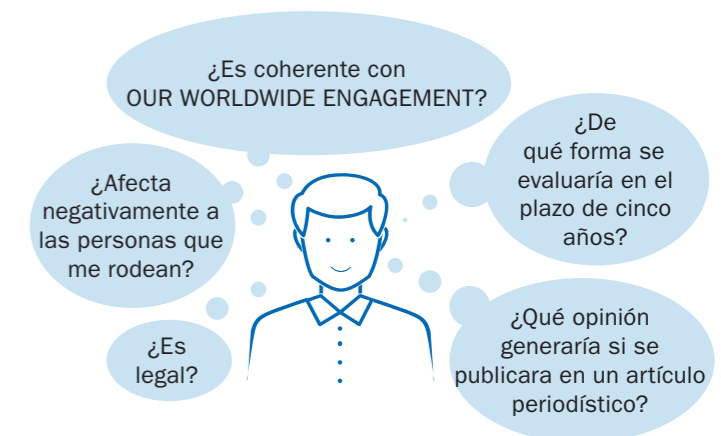 ¿Es coherente con
OUR WORLDWIDE ENGAGEMENT?
¿De
qué forma se
evaluaría en el
plazo de cinco
años?
¿Afecta
negativamente a
las personas que
me rodean?
¿Es
legal?
¿Qué opinión
generaría si se
publicara en un artículo
periodístico?